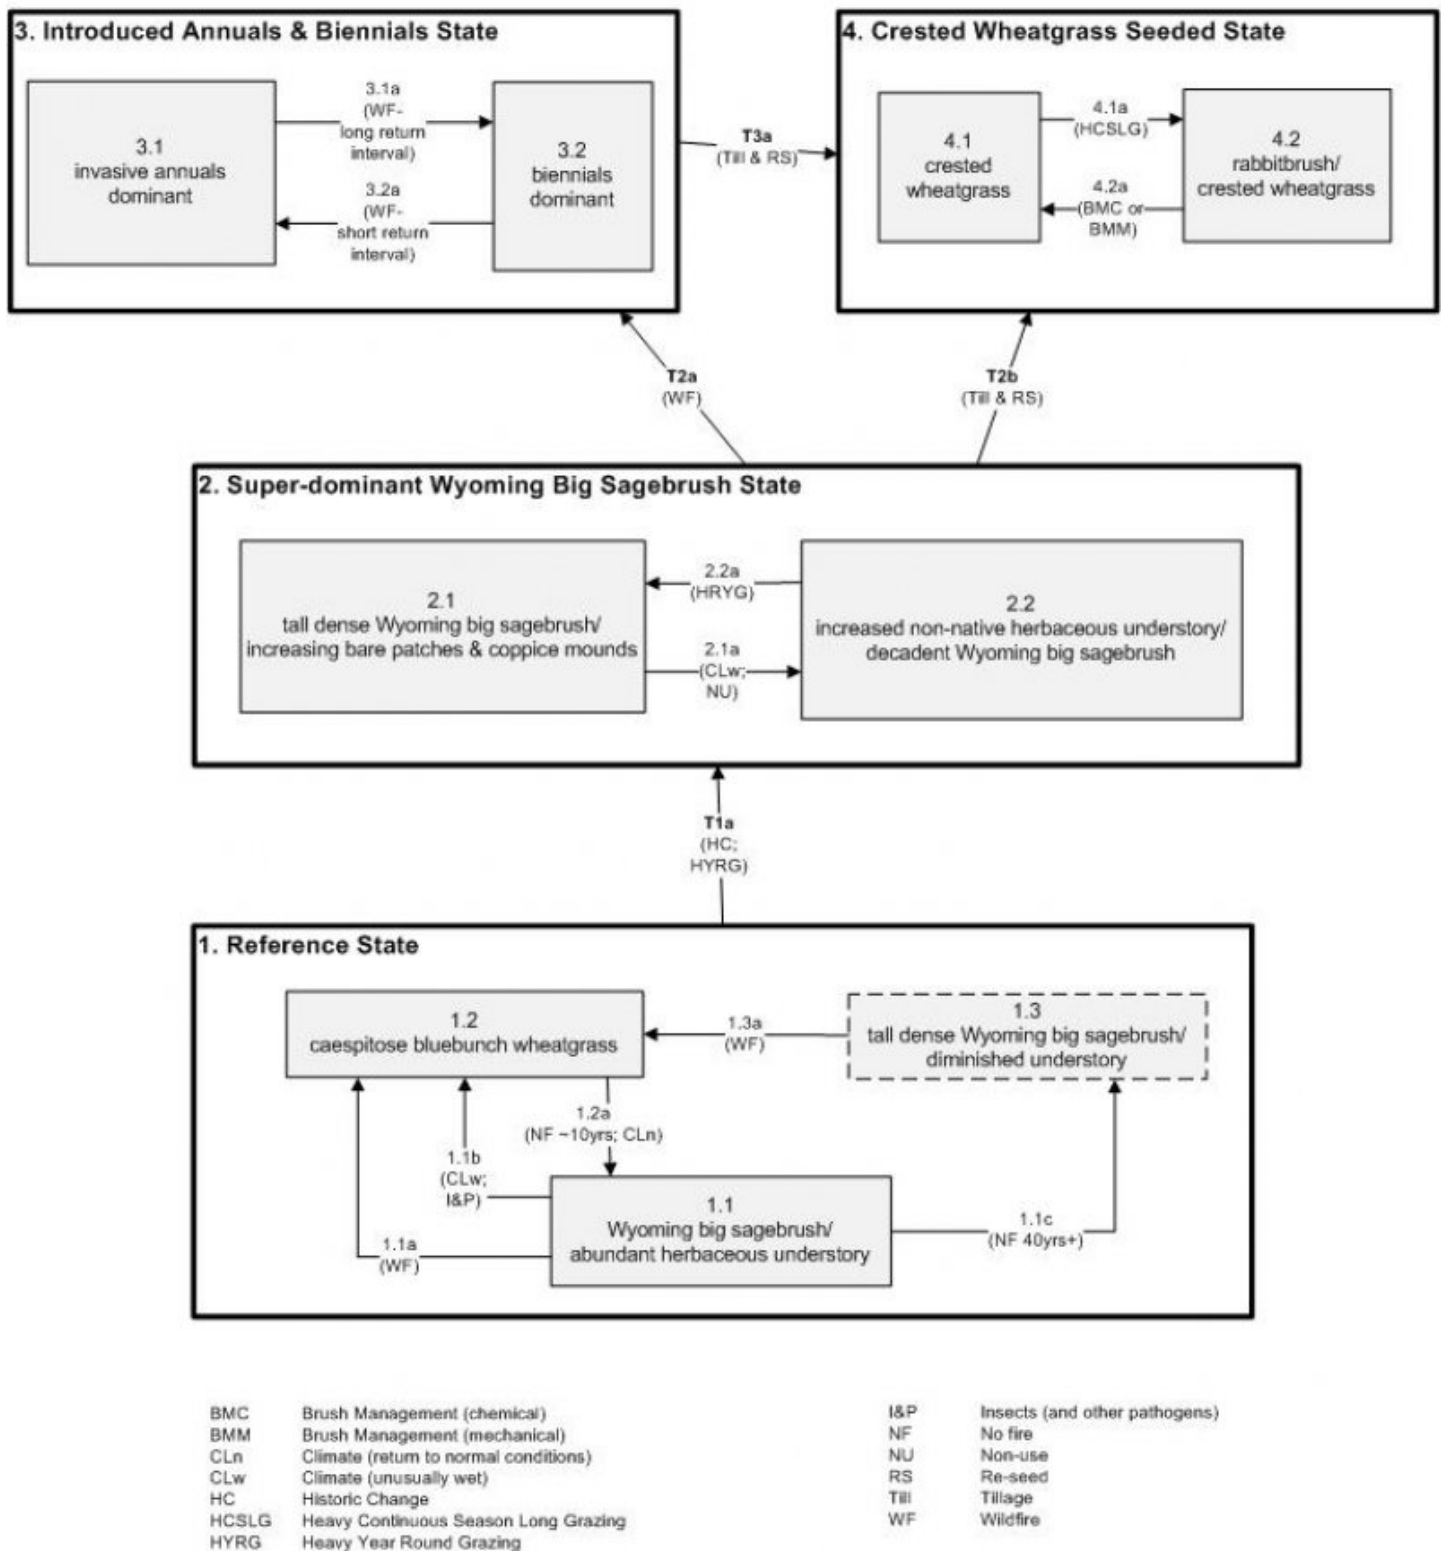 3. Introduced Annuals & Biennials State
3.1
invasive annuals
dominant
3.1a
(WF-
long return
interval)
3.2a
(WF-
short return
interval)
3.2
biennials
dominant
T3a
(Till & RS)
4. Crested Wheatgrass Seeded State
4.1
crested
wheatgrass
4.1a
(HCSLG)
4.2a
(BMC or
BMM)
4.2
rabbitbrush/
crested wheatgrass
T2a
(WF)
T2b
(Till & RS)
2. Super-dominant Wyoming Big Sagebrush State
2.1
tall dense Wyoming big sagebrush/
increasing bare patches & coppice mounds
2.2a
(HRYG)
2.1a
(CLw;
NU)
2.2
increased non-native herbaceous understory/
decadent Wyoming big sagebrush
T1a
(HC;
HYRG)
1. Reference State
1.2
caespitose bluebunch wheatgrass
1.3a
(WF)
1.3
tall dense Wyoming big sagebrush/
diminished understory
1.2a
(NF ~10yrs; CLn)
1.1b
(CLw;
I&P)
1.1a
(WF)
1.1
Wyoming big sagebrush/
abundant herbaceous understory
1.1c
(NF 40yrs+)
BMC Brush Management (chemical)
BMM Brush Management (mechanical)
CLn Climate (return to normal conditions)
CLw Climate (unusually wet)
HC Historic Change
HCSLG Heavy Continuous Season Long Grazing
HYRG Heavy Year Round Grazing
I&P Insects (and other pathogens)
NF No fire
NU Non-use
RS Re-seed
Till Tillage
WF Wildfire